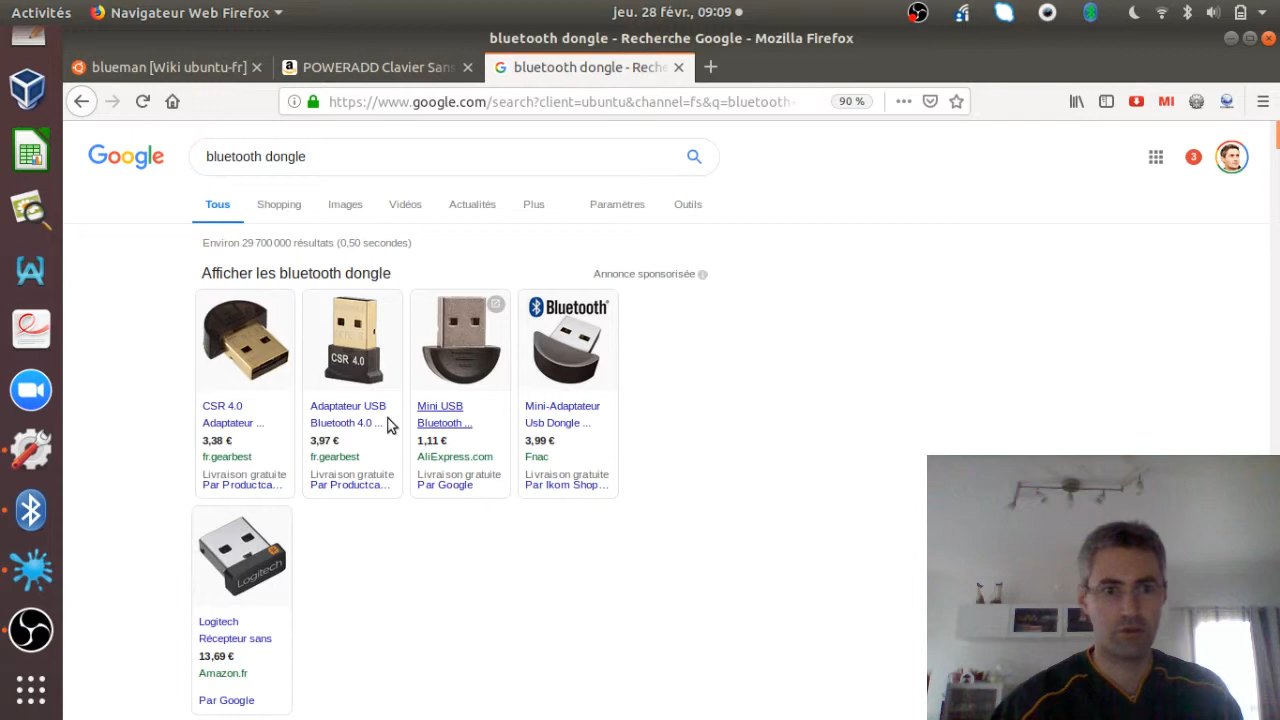 Activités
Navigateur Web Firefox
jeu. 28 févr., 09:09
bluetooth dongle - Recherche Google - Mozilla Firefox
blueman [Wiki ubuntu-fr]
POWERADD Clavier Sans
bluetooth dongle - Rech
https://www.google.com/search?client=ubuntu&channel=fs&q=bluetooth-
90 %
MI
Google
bluetooth dongle
3
Tous
Shopping
Images
Vidéos
Actualités
Plus
Paramètres
Outils
Environ 29 700 000 résultats (0,50 secondes)
Afficher les bluetooth dongle
Annonce sponsorisée
CSR 4.0
Bluetooth
CSR 4.0
Adaptateur ...
3,38 €
fr.gearbest
Livraison gratuite
Par Productca...
Adaptateur USB
Bluetooth 4.0 ...
3,97 €
fr.gearbest
Livraison gratuite
Par Productca...
Mini USB
Bluetooth ...
1,11 €
AliExpress.com
Livraison gratuite
Par Google
Mini-Adaptateur
Usb Dongle ...
3,99 €
Fnac
Livraison gratuite
Par Ikom Shop...
Logitech
Logitech
Récepteur sans
13,69 €
Amazon.fr
Par Google